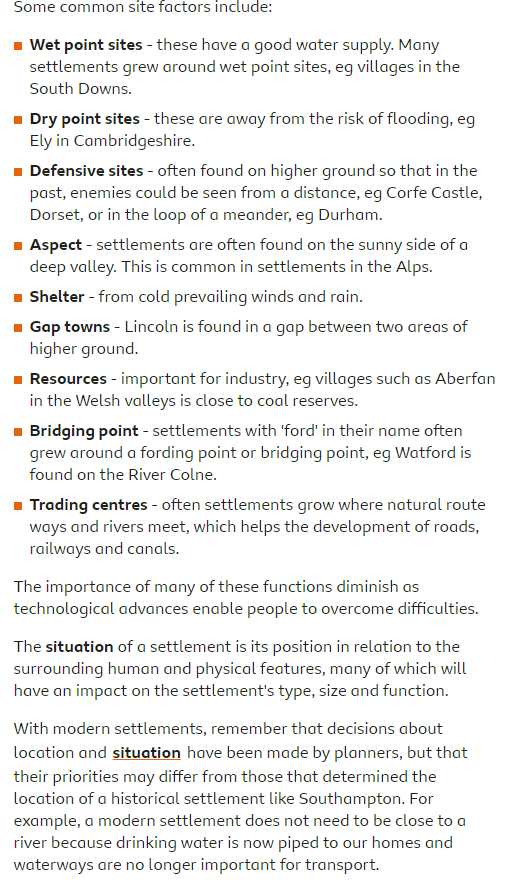 Some common site factors include:
Wet point sites - these have a good water supply. Many
settlements grew around wet point sites, eg villages in the
South Downs.
Dry point sites - these are away from the risk of flooding, eg
Ely in Cambridgeshire.
Defensive sites - often found on higher ground so that in the
past, enemies could be seen from a distance, eg Corfe Castle,
Dorset, or in the loop of a meander, eg Durham.
Aspect - settlements are often found on the sunny side of a
deep valley. This is common in settlements in the Alps.
Shelter - from cold prevailing winds and rain.
Gap towns - Lincoln is found in a gap between two areas of
higher ground.
Resources - important for industry, eg villages such as Aberfan
in the Welsh valleys is close to coal reserves.
Bridging point - settlements with 'ford' in their name often
grew around a fording point or bridging point, eg Watford is
found on the River Colne.
Trading centres - often settlements grow where natural route
ways and rivers meet, which helps the development of roads,
railways and canals.
The importance of many of these functions diminish as
technological advances enable people to overcome difficulties.
The situation of a settlement is its position in relation to the
surrounding human and physical features, many of which will
have an impact on the settlement's type, size and function.
With modern settlements, remember that decisions about
location and situation have been made by planners, but that
their priorities may differ from those that determined the
location of a historical settlement like Southampton. For
example, a modern settlement does not need to be close to a
river because drinking water is now piped to our homes and
waterways are no longer important for transport.